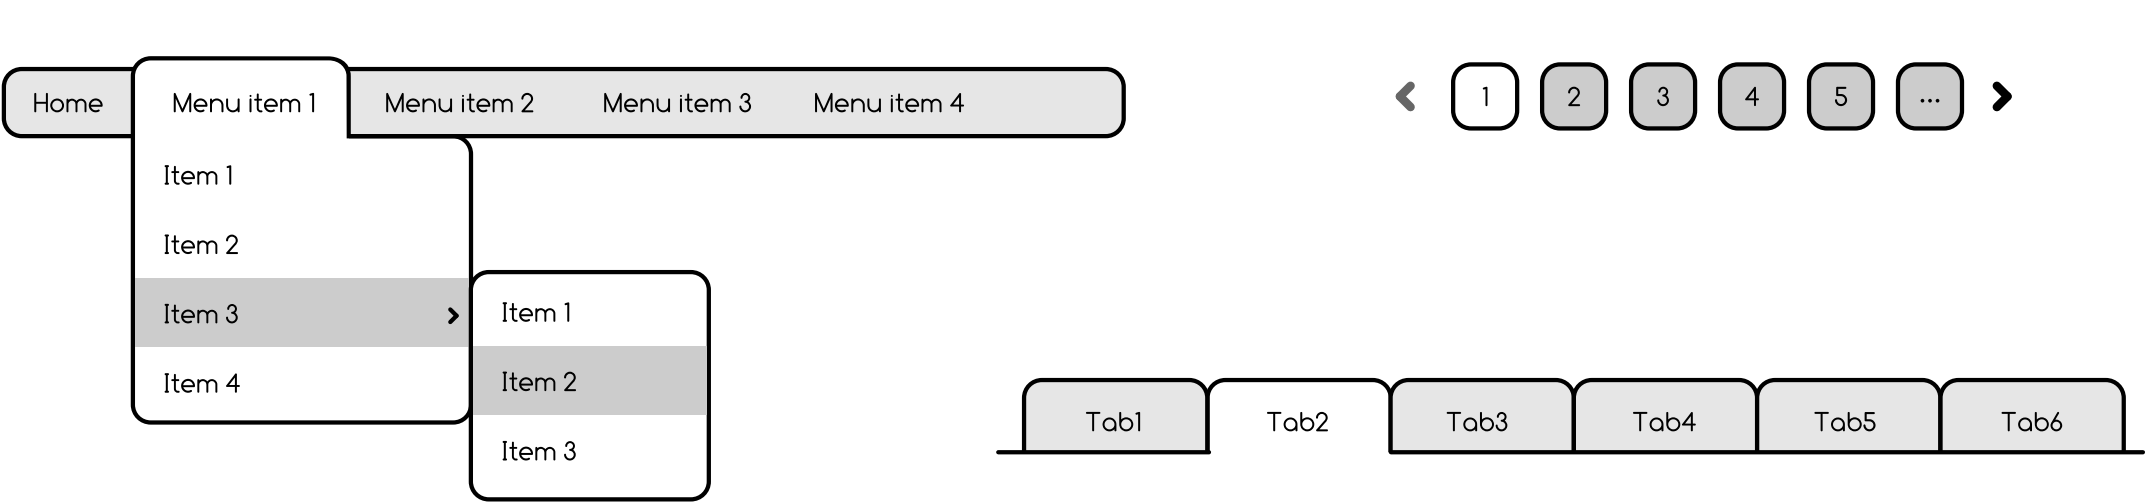 Home Menu item 1 Menu item 2 Menu item 3 Menu item 4
Item 1
Item 2
Item 3
Item 4
Item 1
Item 2
Item 3
1 2 3 4 5 ...
Tab1 Tab2 Tab3 Tab4 Tab5 Tab6